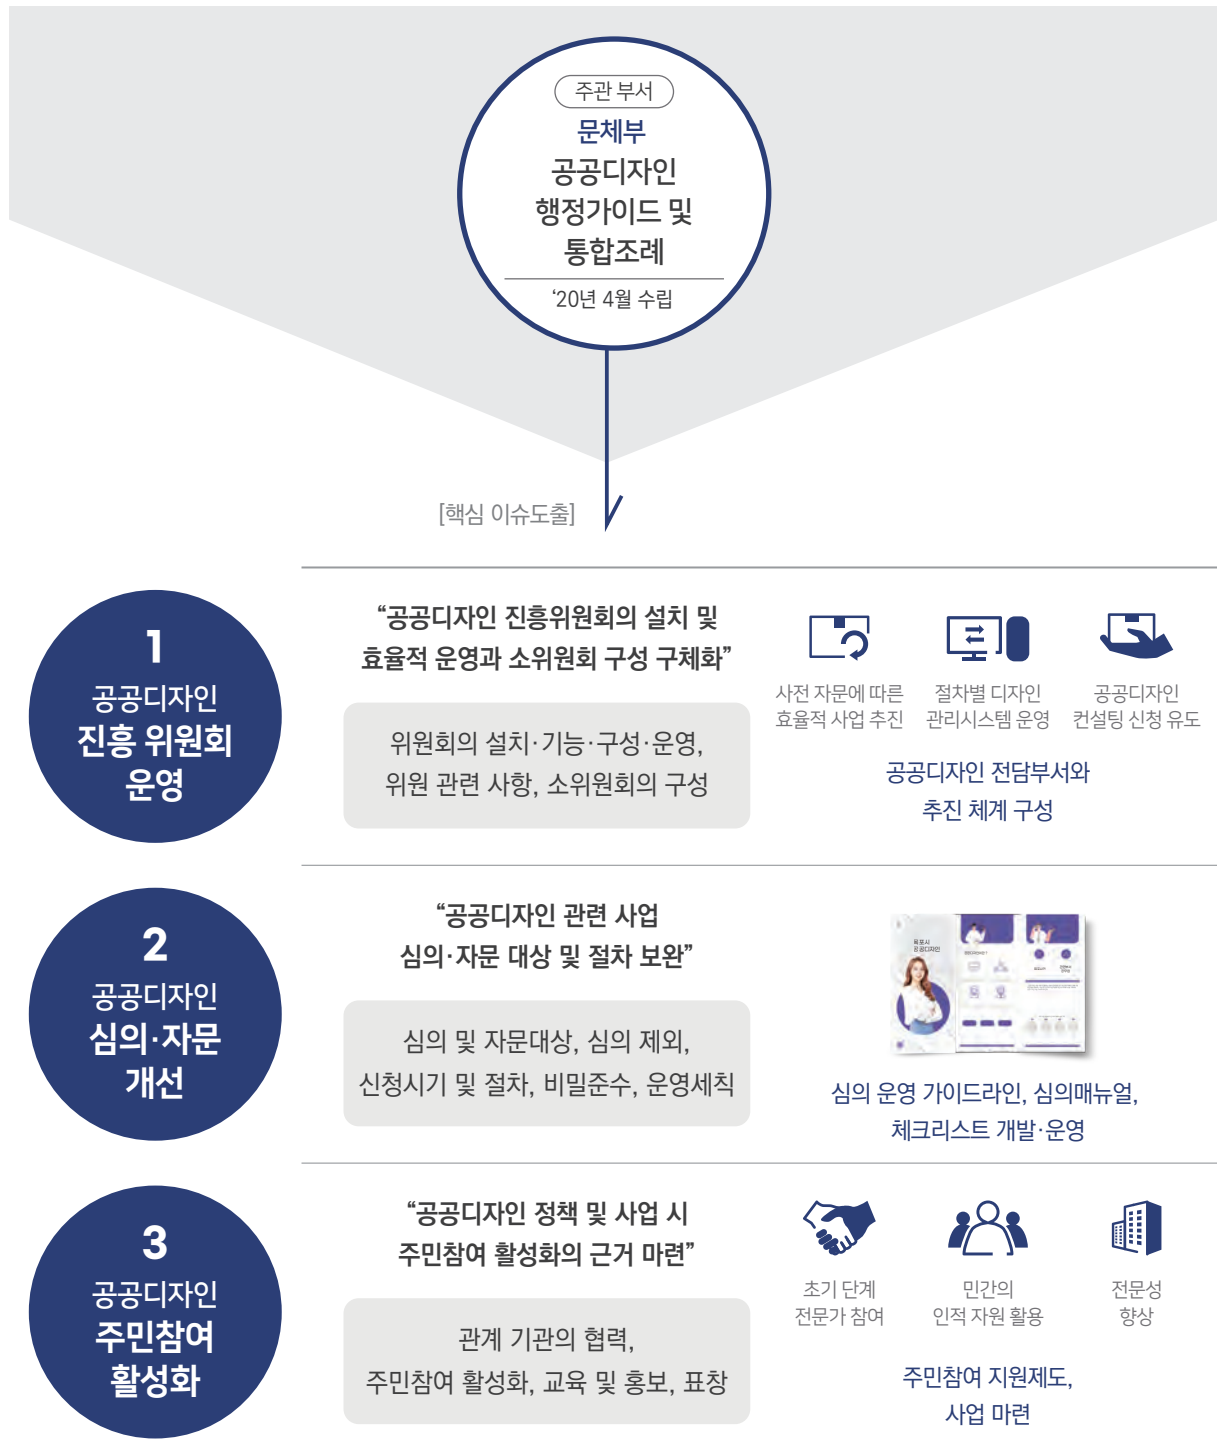 주관 부서
문체부
공공디자인
행정가이드 및
통합조례
‘20년 4월 수립
[핵심 이슈도출]
1
공공디자인
진흥 위원회
운영
“공공디자인 진흥위원회의 설치 및
효율적 운영과 소위원회 구성 구체화”
위원회의 설치·기능·구성·운영,
위원 관련 사항, 소위원회의 구성
사전 자문에 따른
효율적 사업 추진
절차별 디자인
관리시스템 운영
공공디자인
컨설팅 신청 유도
공공디자인 전담부서와
추진 체계 구성
2
공공디자인
심의·자문
개선
“공공디자인 관련 사업
심의·자문 대상 및 절차 보완”
심의 및 자문대상, 심의 제외,
신청시기 및 절차, 비밀준수, 운영세칙
목포시
공공디자인
심의 운영 가이드라인, 심의매뉴얼,
체크리스트 개발·운영
3
공공디자인
주민참여
활성화
“공공디자인 정책 및 사업 시
주민참여 활성화의 근거 마련”
관계 기관의 협력,
주민참여 활성화, 교육 및 홍보, 표창
초기 단계
전문가 참여
민간의
인적 자원 활용
전문성
향상
주민참여 지원제도,
사업 마련